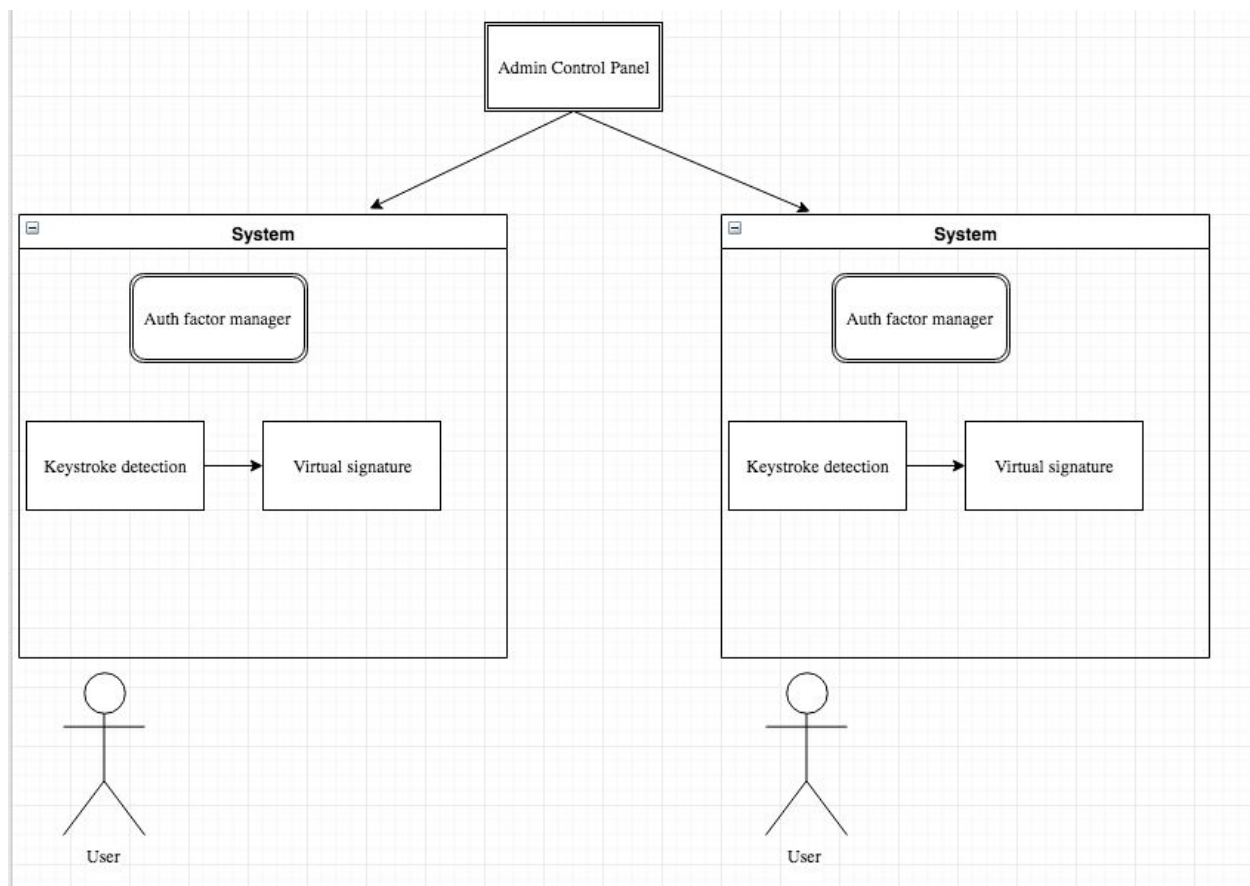 Admin Control Panel
System
System
Auth factor manager
Auth factor manager
Keystroke detection
Virtual signature
Keystroke detection
Virtual signature
User
User